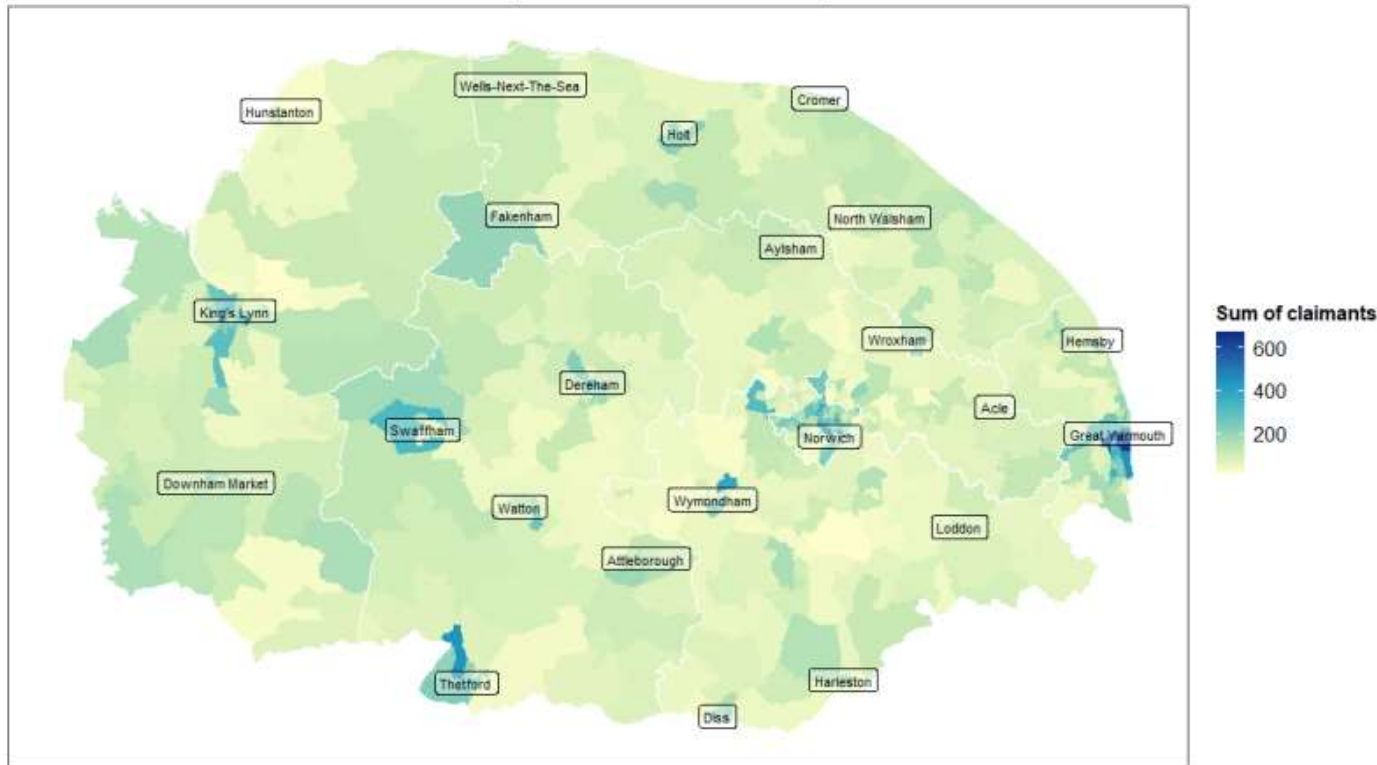 Wells-Next-The-Sea
Cromer
Hunstanton
Holt
Fakenham
North Walsham
Aylsham
King's Lynn
Wroxham
Hemsby
Dereham
Acle
Swaffham
Norwich
Great Yarmouth
Downham Market
Watton
Wymondham
Loddon
Attleborough
Thetford
Harleston
Diss
Sum of claimants
600
400
200